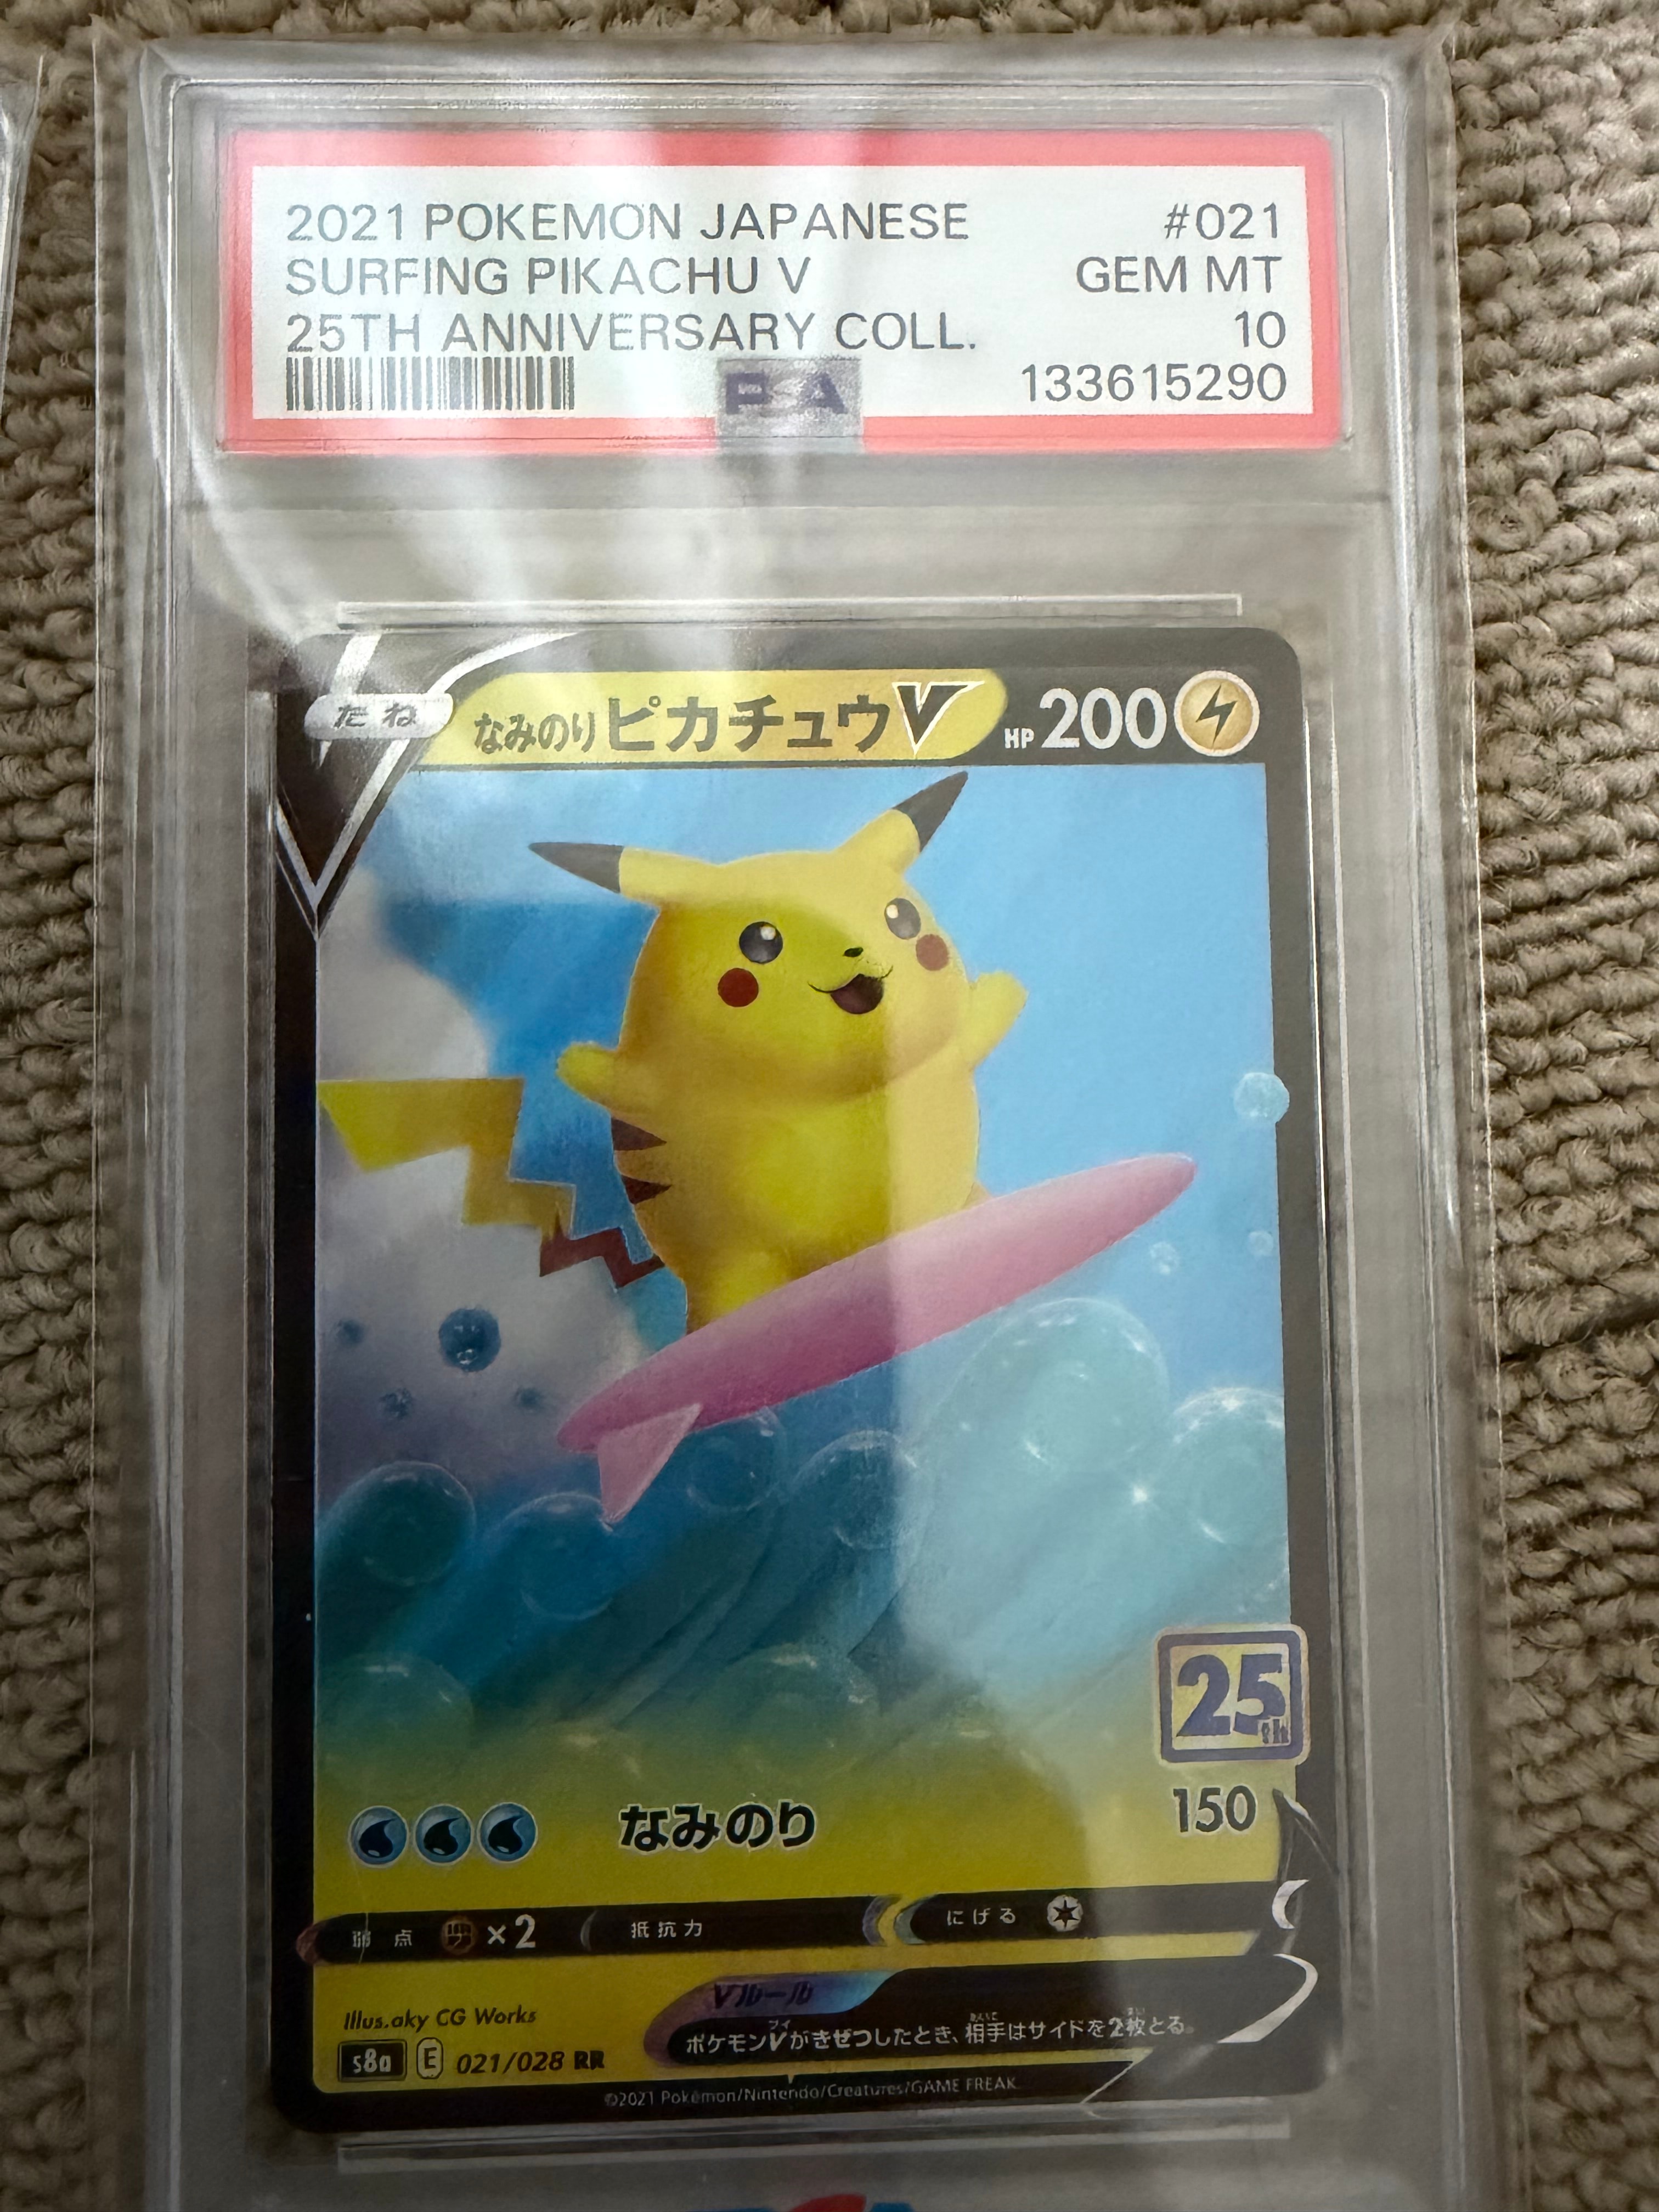 2021 POKEMON JAPANESE #021
SURFING PIKACHU V GEM MT
25TH ANNIVERSARY COLL. 10
PSA 133615290
たね なみのりピカチュウV HP 200
25th
なみのり 150
弱点 ×2 抵抗力 にげる
Vルール
Illus.aky CG Works
ポケモンVがきぜつしたとき、相手はサイドを2枚とる。
s8a E 021/028 RR
©2021 Pokémon/Nintendo/Creatures/GAME FREAK